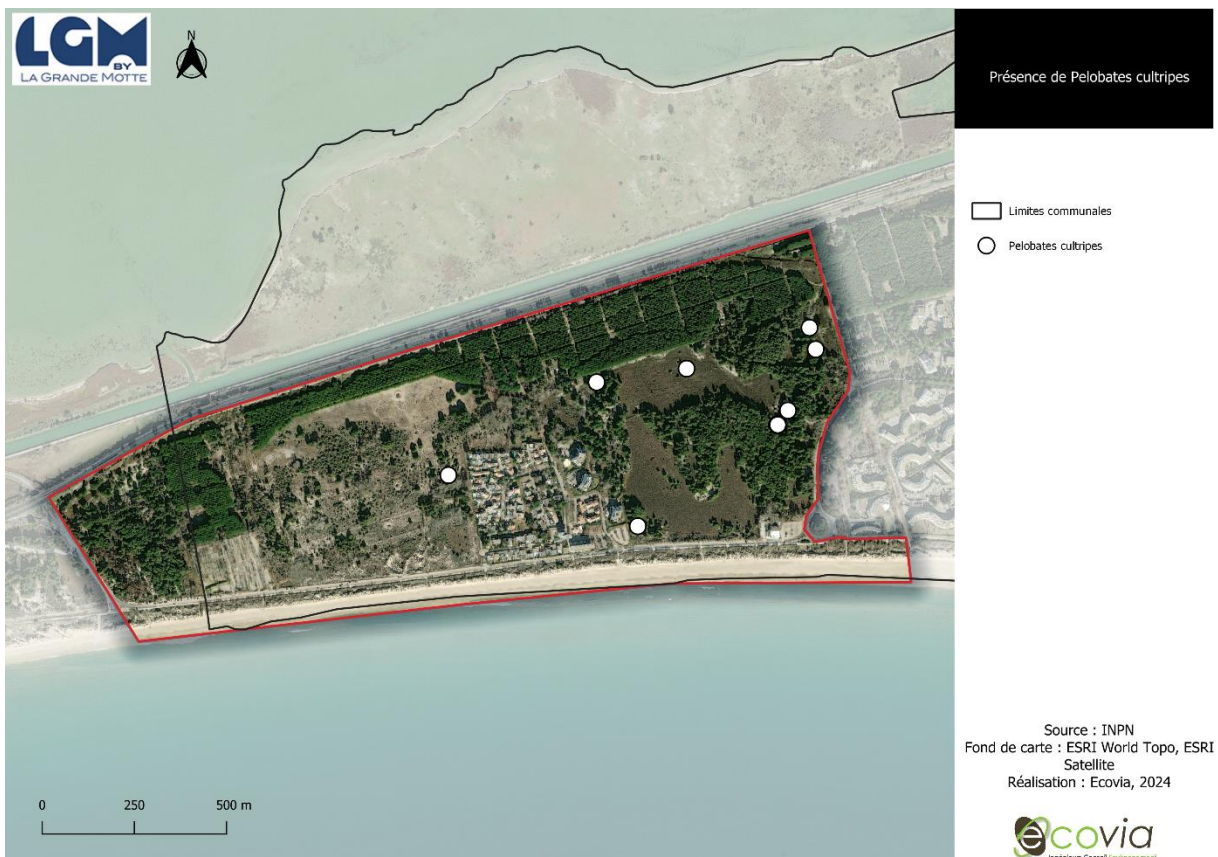 LGM
BY
LA GRANDE MOTTE
N
Présence de Pelobates cultripes
Limites communales
Pelobates cultripes
Source : INPN
Fond de carte : ESRI World Topo, ESRI
Satellite
Réalisation : Ecovia, 2024
0 250 500 m
ecovia